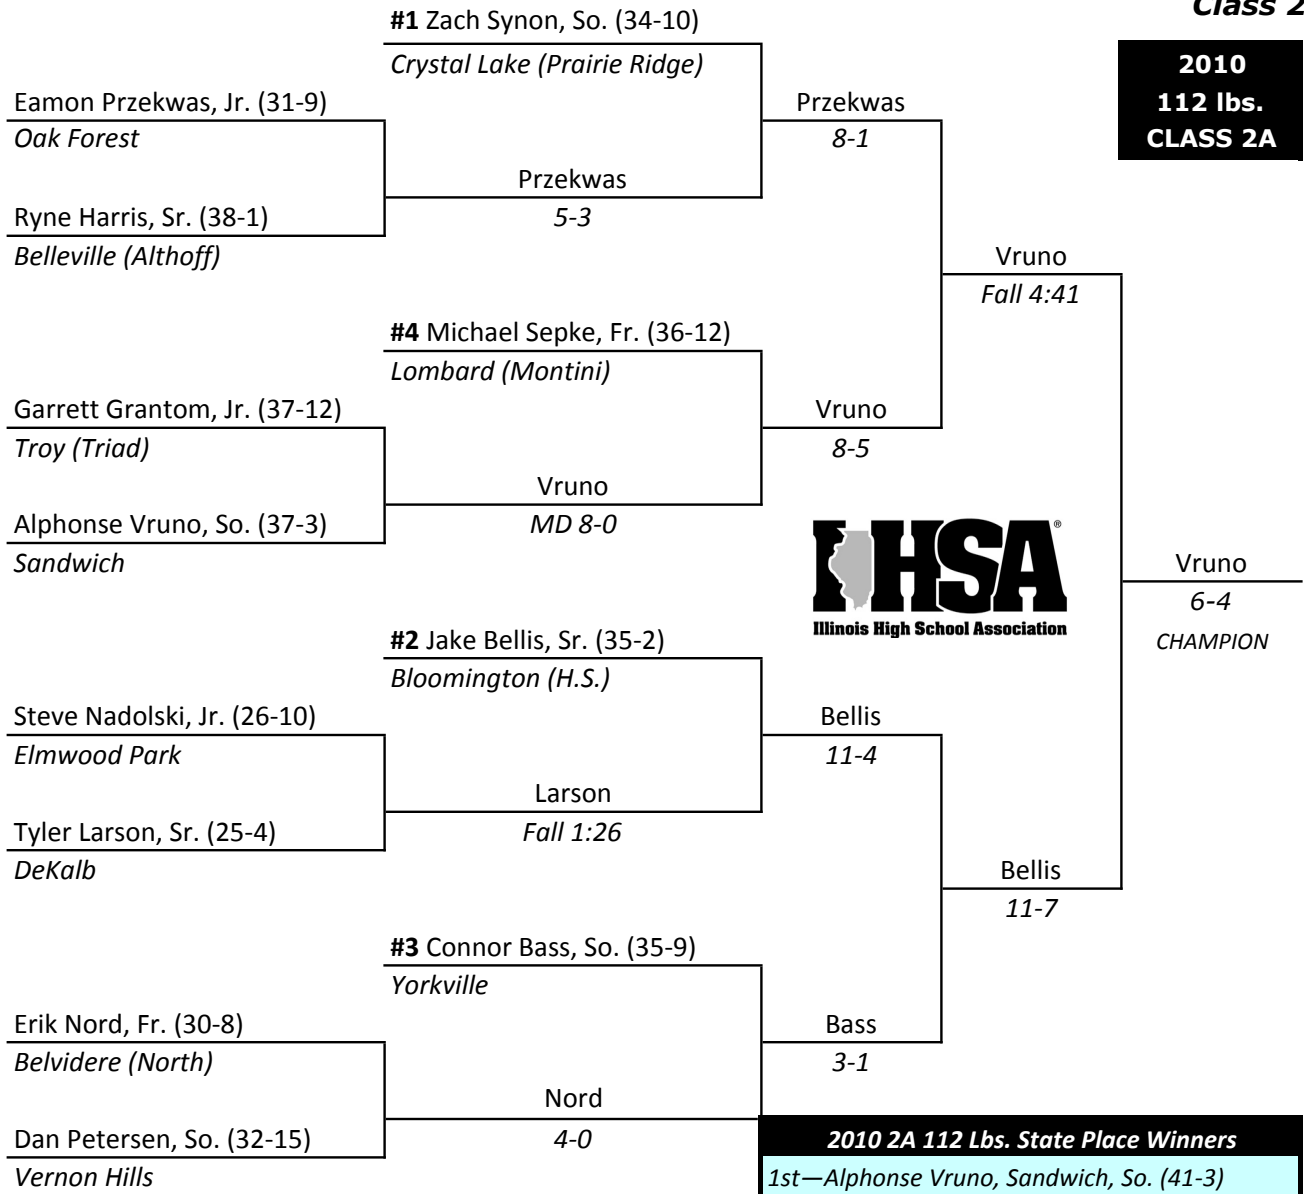 Class 2
#1 Zach Synon, So. (34-10)
Crystal Lake (Prairie Ridge)
2010
112 lbs.
CLASS 2A
Eamon Przekwas, Jr. (31-9)
Oak Forest
Przekwas
8-1
Przekwas
5-3
Ryne Harris, Sr. (38-1)
Belleville (Althoff)
Vruno
Fall 4:41
#4 Michael Sepke, Fr. (36-12)
Lombard (Montini)
Garrett Grantom, Jr. (37-12)
Troy (Triad)
Vruno
8-5
Vruno
MD 8-0
Alphonse Vruno, So. (37-3)
Sandwich
IHSA®
Illinois High School Association
Vruno
6-4
CHAMPION
#2 Jake Bellis, Sr. (35-2)
Bloomington (H.S.)
Steve Nadolski, Jr. (26-10)
Elmwood Park
Bellis
11-4
Larson
Fall 1:26
Tyler Larson, Sr. (25-4)
DeKalb
Bellis
11-7
#3 Connor Bass, So. (35-9)
Yorkville
Erik Nord, Fr. (30-8)
Belvidere (North)
Bass
3-1
Nord
4-0
Dan Petersen, So. (32-15)
Vernon Hills
2010 2A 112 Lbs. State Place Winners
1st—Alphonse Vruno, Sandwich, So. (41-3)